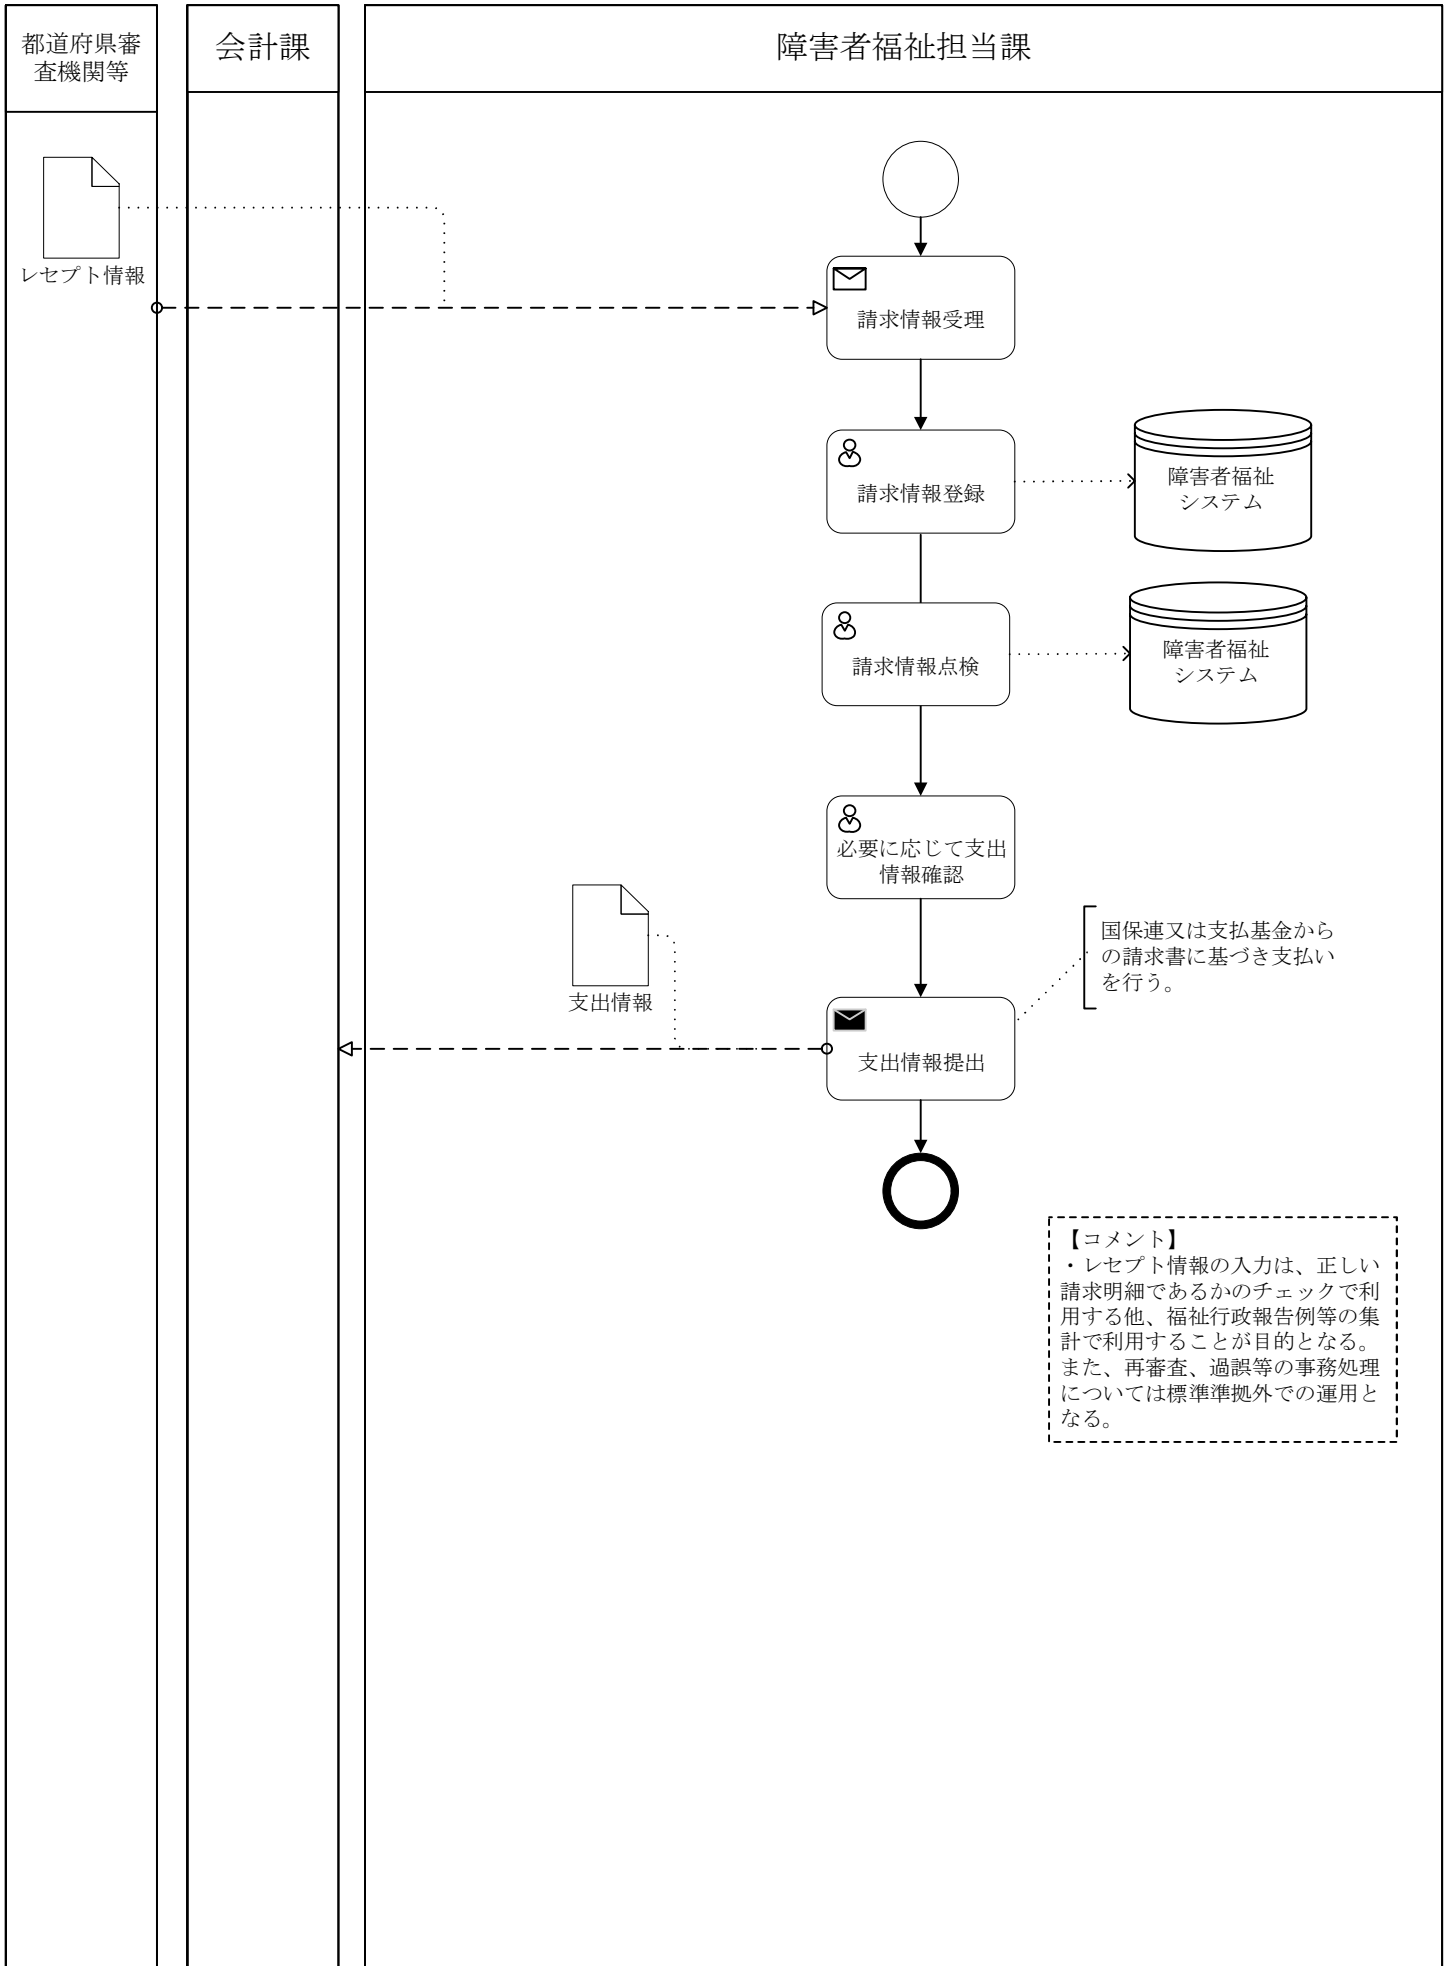 都道府県審
査機関等
会計課
障害者福祉担当課
レセプト情報
請求情報受理
請求情報登録
障害者福祉
システム
請求情報点検
障害者福祉
システム
必要に応じて支出
情報確認
国保連又は支払基金から
の請求書に基づき支払い
を行う。
支出情報
支出情報提出
【コメント】
・レセプト情報の入力は、正しい
請求明細であるかのチェックで利
用する他、福祉行政報告例等の集
計で利用することが目的となる。
また、再審査、過誤等の事務処理
については標準準拠外での運用と
なる。